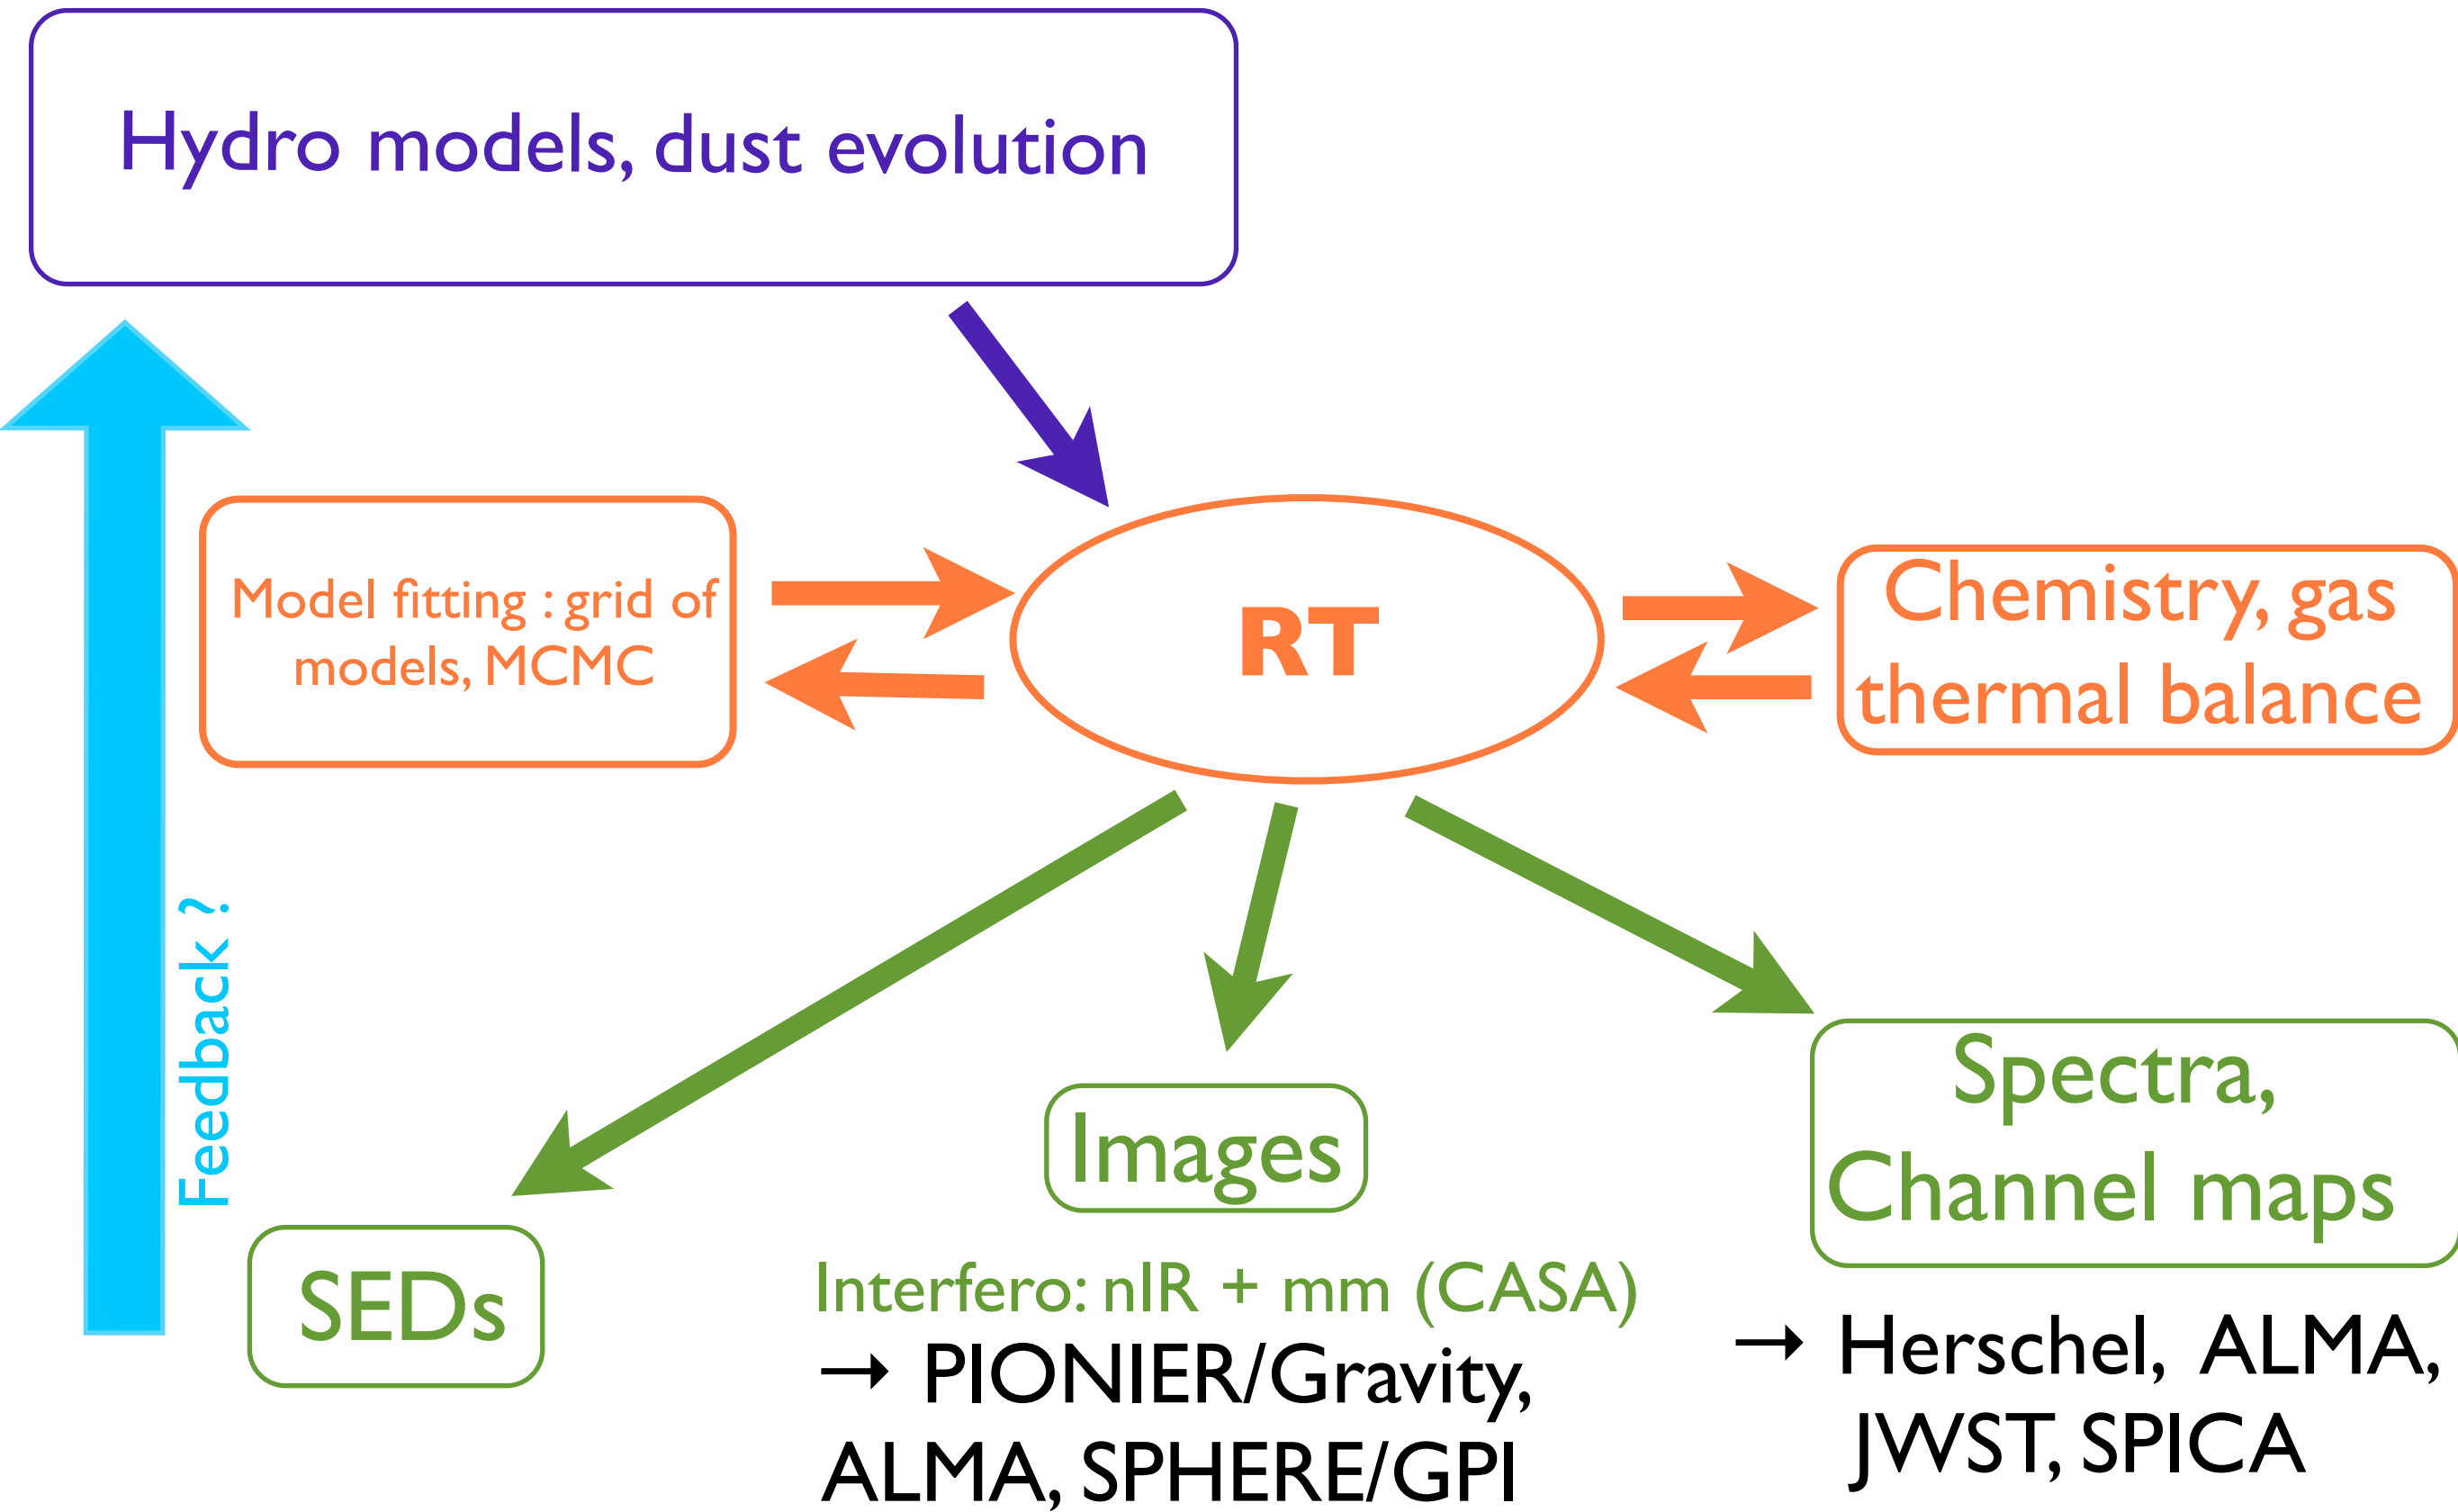 Hydro models, dust evolution
Model fitting : grid of
models, MCMC
RT
Chemistry, gas
thermal balance
Feedback ?
SEDs
Images
Interfero: nIR + mm (CASA)
→ PIONIER/Gravity,
ALMA, SPHERE/GPI
Spectra,
Channel maps
→ Herschel, ALMA,
JWST, SPICA